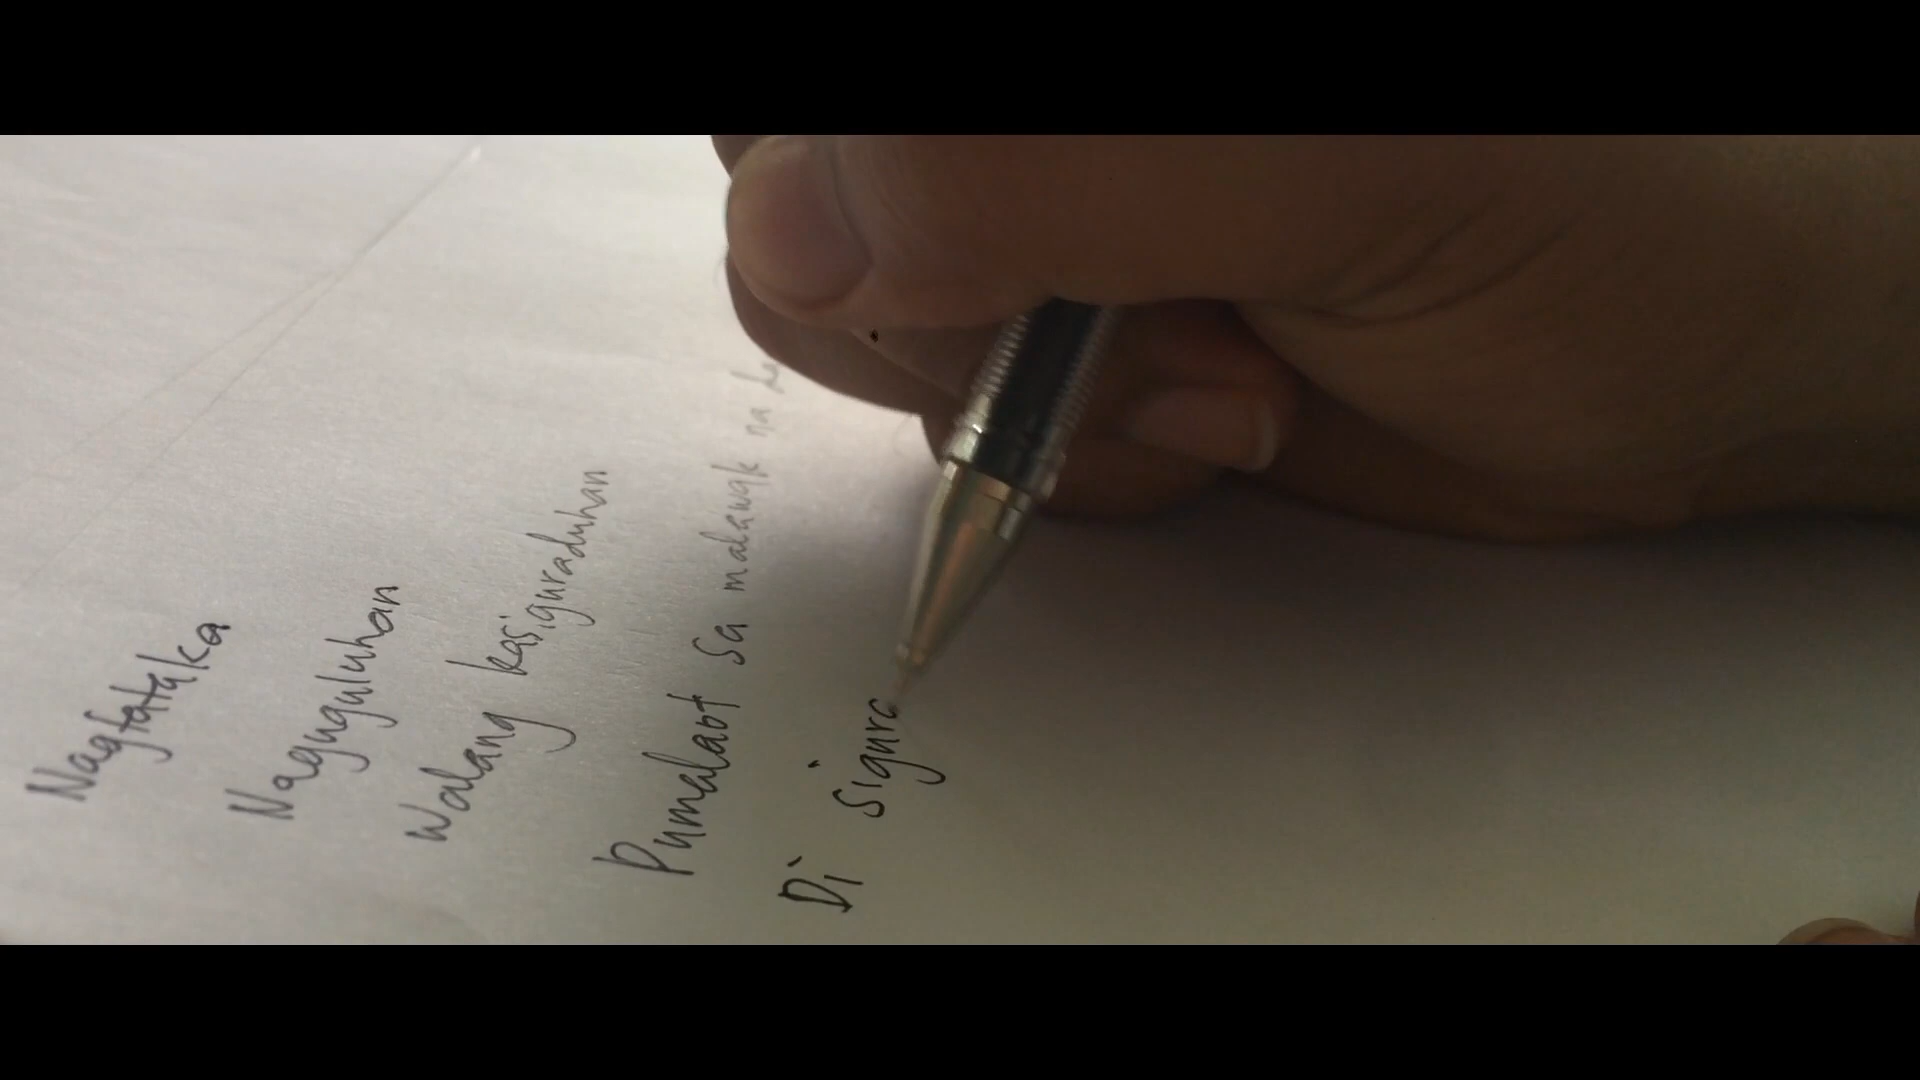 Nagtataka
Naguguluhan
Walang kasiguraduhan
Pumalaot sa malawak na
Di sigura